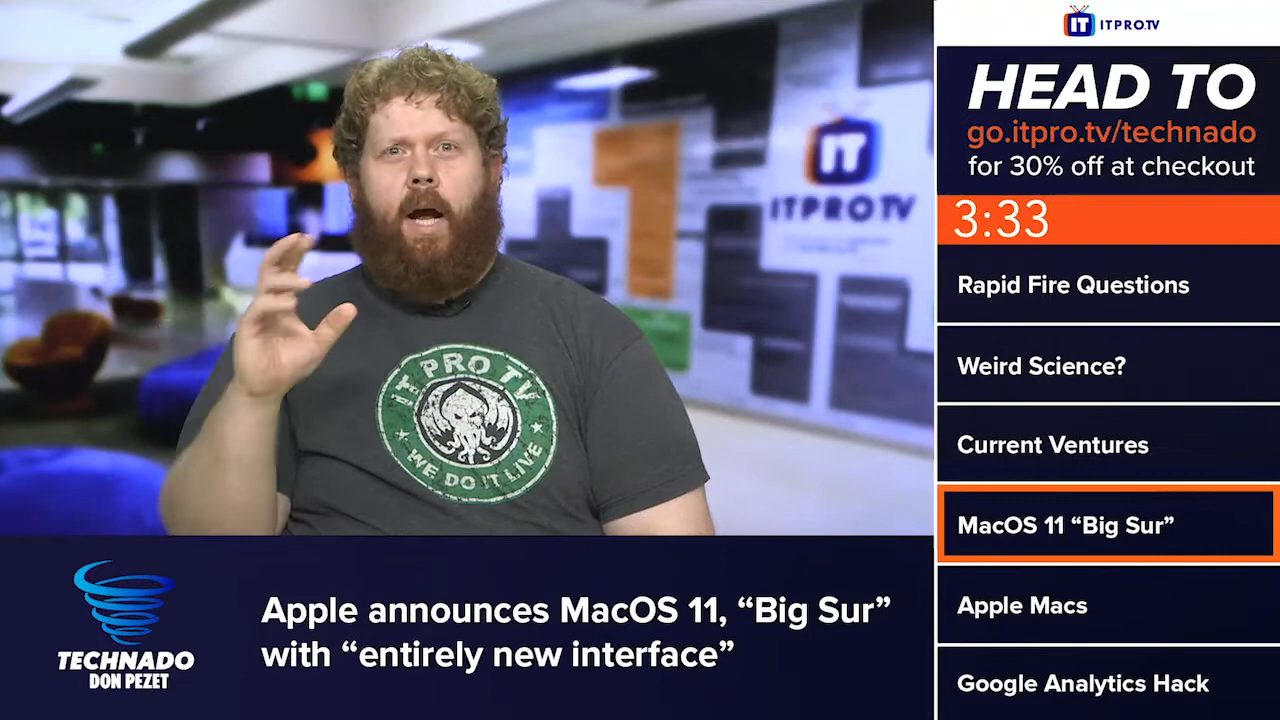 IT
ITPRO.TV
HEAD TO
go.itpro.tv/technado
for 30% off at checkout
3:33
Rapid Fire Questions
Weird Science?
Current Ventures
MacOS 11 “Big Sur”
Apple Macs
Google Analytics Hack
IT
ITPRO.TV
IT PRO TV
WE DO IT LIVE
Apple announces MacOS 11, “Big Sur”
with “entirely new interface”
TECHNADO
DON PEZET